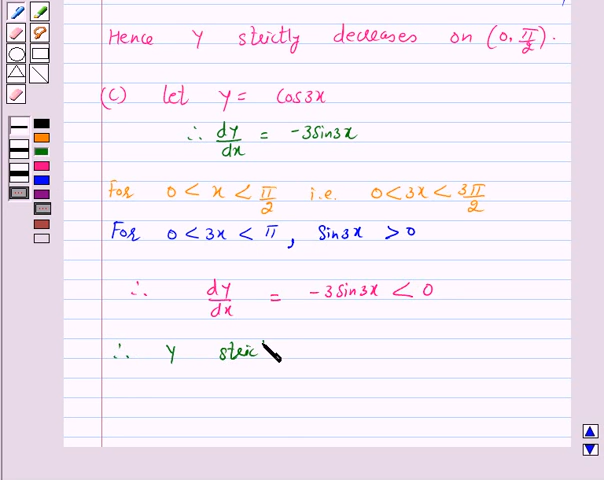 Hence y strictly decreases on (0, π/2).
(C) let y = cos3x
∴ dy/dx = -3sin3x
For 0 < x < π/2 i.e. 0 < 3x < 3π/2
For 0 < 3x < π, sin3x > 0
∴ dy/dx = -3sin3x < 0
∴ y stric